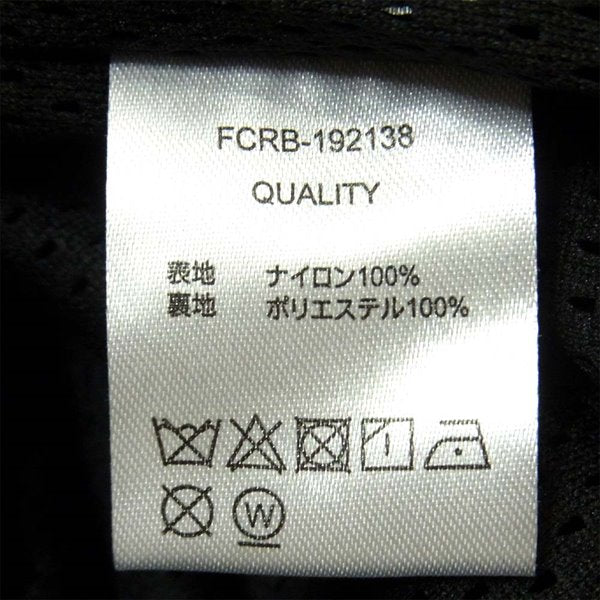 FCRB-192138
QUALITY
表地 ナイロン100%
裏地 ポリエステル100%
W